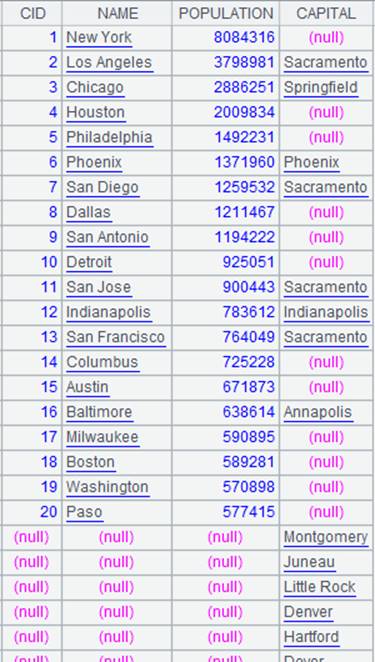 CID NAME POPULATION CAPITAL
1 New York 8084316 (null)
2 Los Angeles 3798981 Sacramento
3 Chicago 2886251 Springfield
4 Houston 2009834 (null)
5 Philadelphia 1492231 (null)
6 Phoenix 1371960 Phoenix
7 San Diego 1259532 Sacramento
8 Dallas 1211467 (null)
9 San Antonio 1194222 (null)
10 Detroit 925051 (null)
11 San Jose 900443 Sacramento
12 Indianapolis 783612 Indianapolis
13 San Francisco 764049 Sacramento
14 Columbus 725228 (null)
15 Austin 671873 (null)
16 Baltimore 638614 Annapolis
17 Milwaukee 590895 (null)
18 Boston 589281 (null)
19 Washington 570898 (null)
20 Paso 577415 (null)
(null) (null) (null) Montgomery
(null) (null) (null) Juneau
(null) (null) (null) Little Rock
(null) (null) (null) Denver
(null) (null) (null) Hartford
(null) (null) (null) Dover